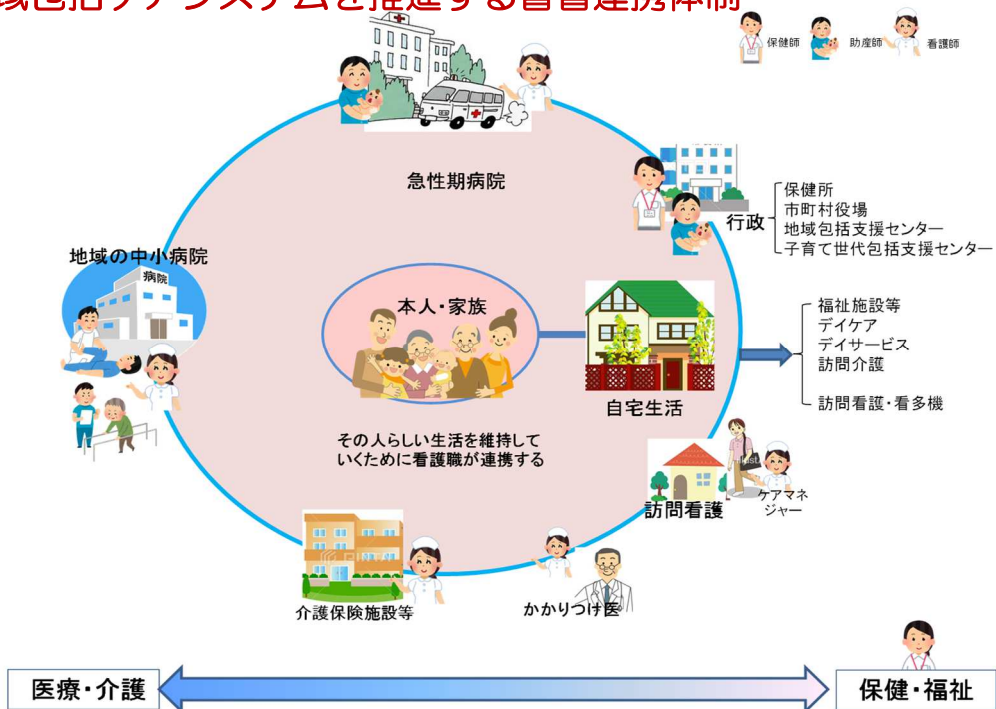 域包括ケアシステムを推進する看看連携体制
保健師
助産師
看護師
急性期病院
行政
保健所
市町村役場
地域包括支援センター
子育て世代包括支援センター
地域の中小病院
病院
本人・家族
自宅生活
福祉施設等
デイケア
デイサービス
訪問介護
訪問看護・看多機
その人らしい生活を維持して
いくために看護職が連携する
訪問看護
ケアマネ
ジャー
介護保険施設等
かかりつけ医
医療・介護
保健・福祉